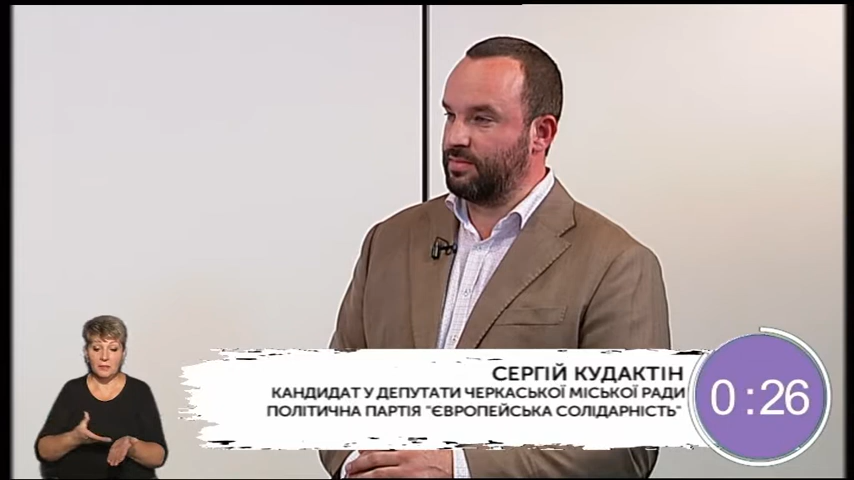 СЕРГІЙ КУДАКТІН
КАНДИДАТ У ДЕПУТАТИ ЧЕРКАСЬКОЇ МІСЬКОЇ РАДИ
ПОЛІТИЧНА ПАРТІЯ "ЄВРОПЕЙСЬКА СОЛІДАРНІСТЬ"
0:26